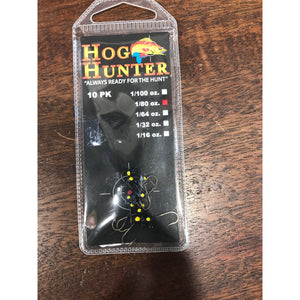 HOG
HUNTER
"ALWAYS READY FOR THE HUNT"
10 PK
1/100 oz.
1/80 oz.
1/64 oz.
1/32 oz.
1/16 oz.